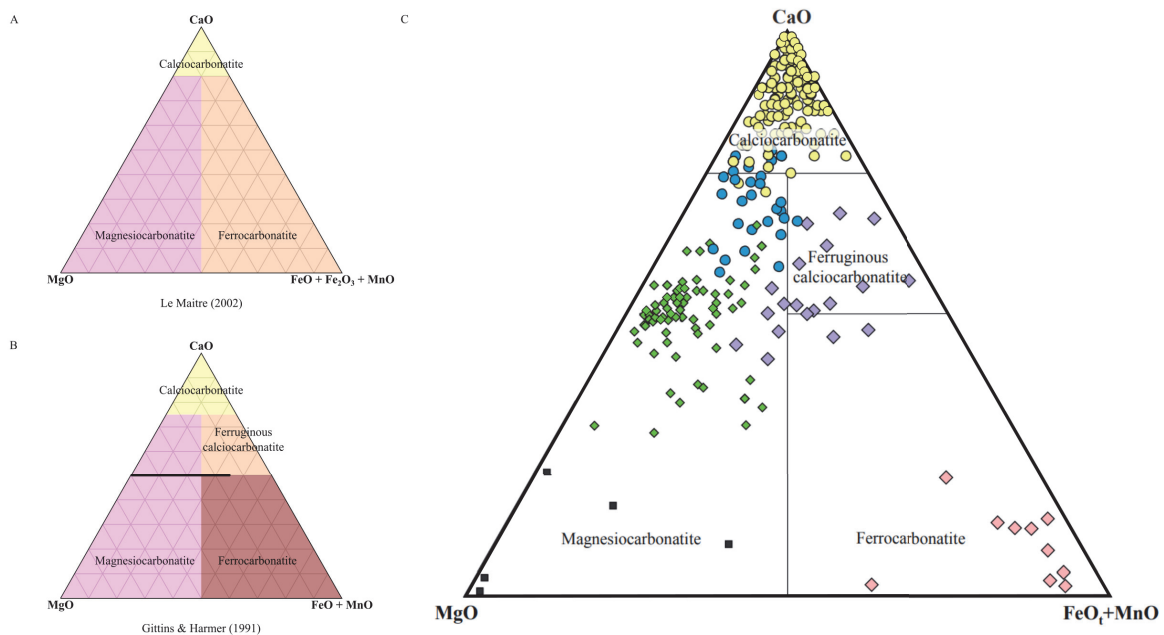 A
CaO
Calciocarbonatite
Magnesiocarbonatite
Ferrocarbonatite
MgO
FeO + Fe₂O₃ + MnO
Le Maitre (2002)
B
CaO
Calciocarbonatite
Ferruginous
calciocarbonatite
Magnesiocarbonatite
Ferrocarbonatite
MgO
FeO + MnO
Gittins & Harmer (1991)
C
CaO
Calciocarbonatite
Ferruginous
calciocarbonatite
Magnesiocarbonatite
Ferrocarbonatite
MgO
FeOₜ+MnO